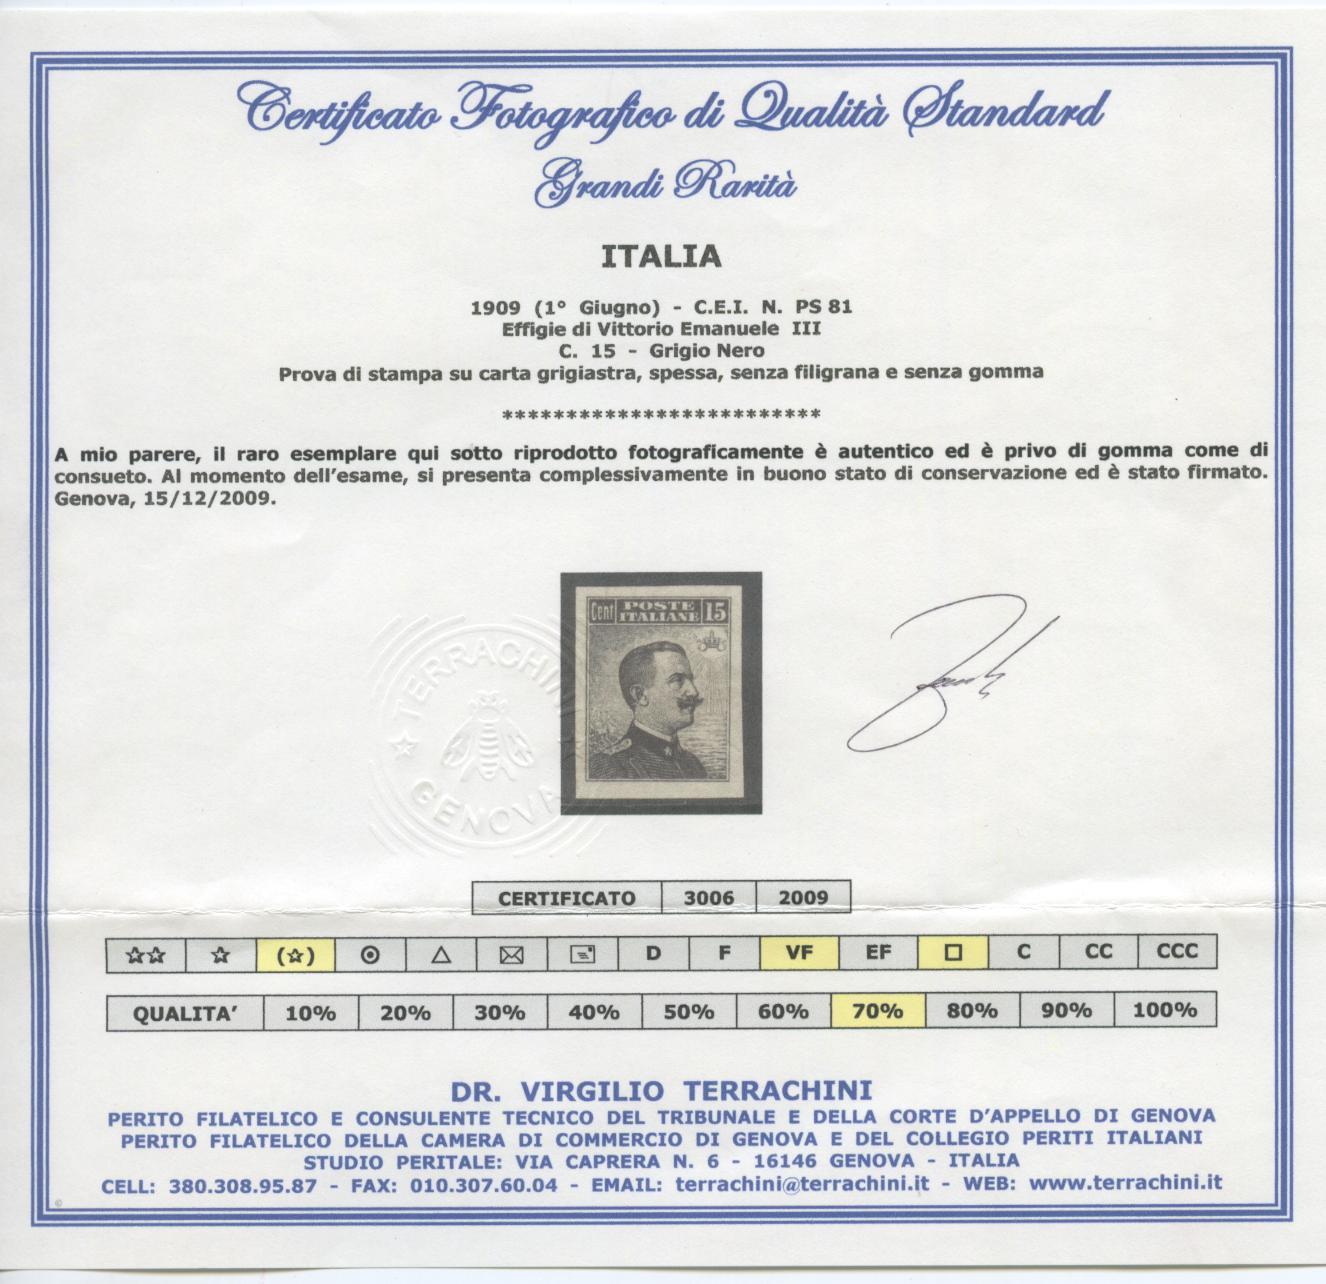 Certificato Fotografico di Qualità Standard
Grandi Rarità
ITALIA
1909 (1° Giugno) - C.E.I. N. PS 81
Effigie di Vittorio Emanuele III
C. 15 - Grigio Nero
Prova di stampa su carta grigiastra, spessa, senza filigrana e senza gomma
*************************
A mio parere, il raro esemplare qui sotto riprodotto fotograficamente è autentico ed è privo di gomma come di
consueto. Al momento dell'esame, si presenta complessivamente in buono stato di conservazione ed è stato firmato.
Genova, 15/12/2009.
Cent POSTE ITALIANE 15
TERRACHINI
GENOVA
CERTIFICATO 3006 2009
D F VF EF C CC CCC
QUALITA' 10% 20% 30% 40% 50% 60% 70% 80% 90% 100%
DR. VIRGILIO TERRACHINI
PERITO FILATELICO E CONSULENTE TECNICO DEL TRIBUNALE E DELLA CORTE D'APPELLO DI GENOVA
PERITO FILATELICO DELLA CAMERA DI COMMERCIO DI GENOVA E DEL COLLEGIO PERITI ITALIANI
STUDIO PERITALE: VIA CAPRERA N. 6 - 16146 GENOVA - ITALIA
CELL: 380.308.95.87 - FAX: 010.307.60.04 - EMAIL: terrachini@terrachini.it - WEB: www.terrachini.it
©